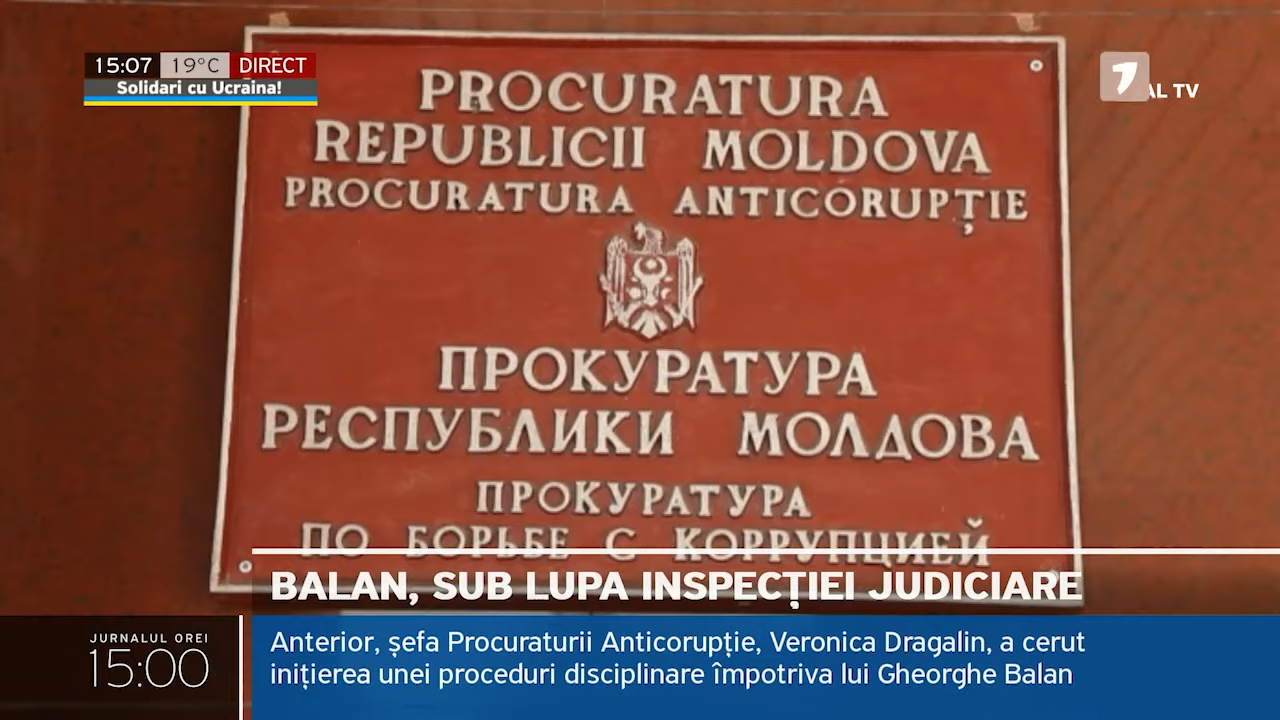 15:07 19°C DIRECT
Solidari cu Ucraina!
AL TV
PROCURATURA
REPUBLICII MOLDOVA
PROCURATURA ANTICORUPȚIE
ПРОКУРАТУРА
РЕСПУБЛИКИ МОЛДОВА
ПРОКУРАТУРА
ПО БОРЬБЕ С КОРРУПЦИЕЙ
BALAN, SUB LUPA INSPECȚIEI JUDICIARE
JURNALUL OREI
15:00
Anterior, șefa Procuraturii Anticorupție, Veronica Dragalin, a cerut
inițierea unei proceduri disciplinare împotriva lui Gheorghe Balan